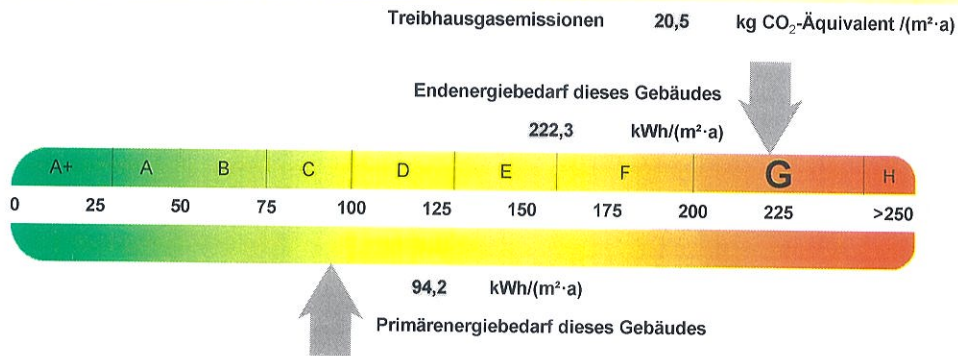 Treibhausgasemissionen 20,5 kg CO₂-Äquivalent /(m²·a)
Endenergiebedarf dieses Gebäudes
222,3 kWh/(m²·a)
A+ A B C D E F G H
0 25 50 75 100 125 150 175 200 225 >250
94,2 kWh/(m²·a)
Primärenergiebedarf dieses Gebäudes